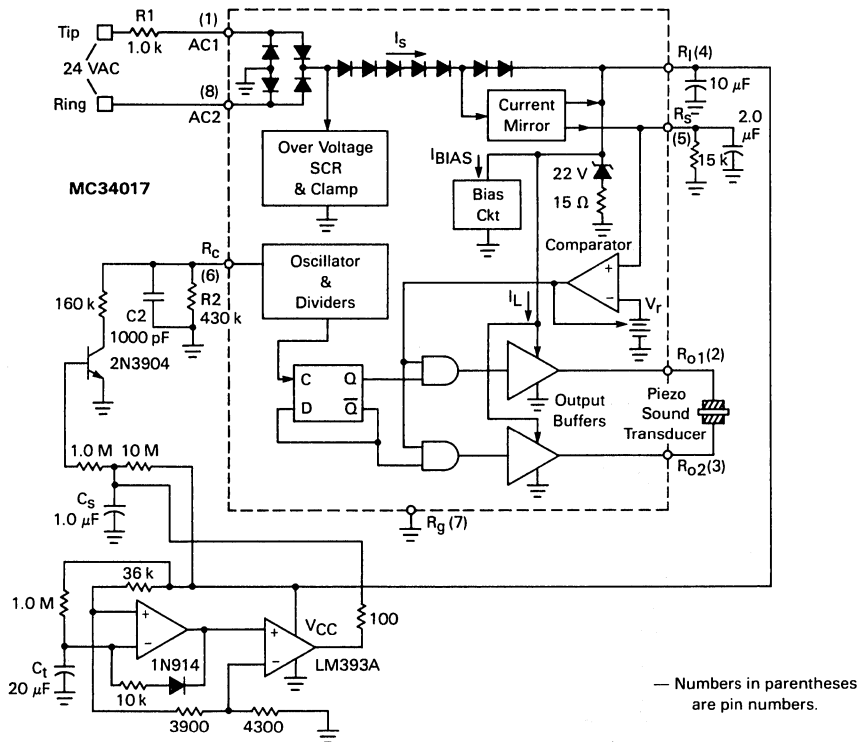 Tip
R1
1.0 k
(1)
AC1
24 VAC
Ring
(8)
AC2
MC34017
IS
RI(4)
10 μF
RS
(5)
2.0
μF
15 k
Current
Mirror
Over Voltage
SCR
& Clamp
IBIAS
Bias
Ckt
22 V
15 Ω
Comparator
+
−
Vr
Rc
(6)
Oscillator
&
Dividers
160 k
C2
1000 pF
R2
430 k
2N3904
IL
C Q
D Q̅
Output
Buffers
Ro1(2)
Piezo
Sound
Transducer
Ro2(3)
1.0 M
10 M
Cs
1.0 μF
Rg (7)
36 k
1.0 M
+
−
VCC
+
−
100
LM393A
1N914
10 k
Ct
20 μF
3900
4300
— Numbers in parentheses
are pin numbers.